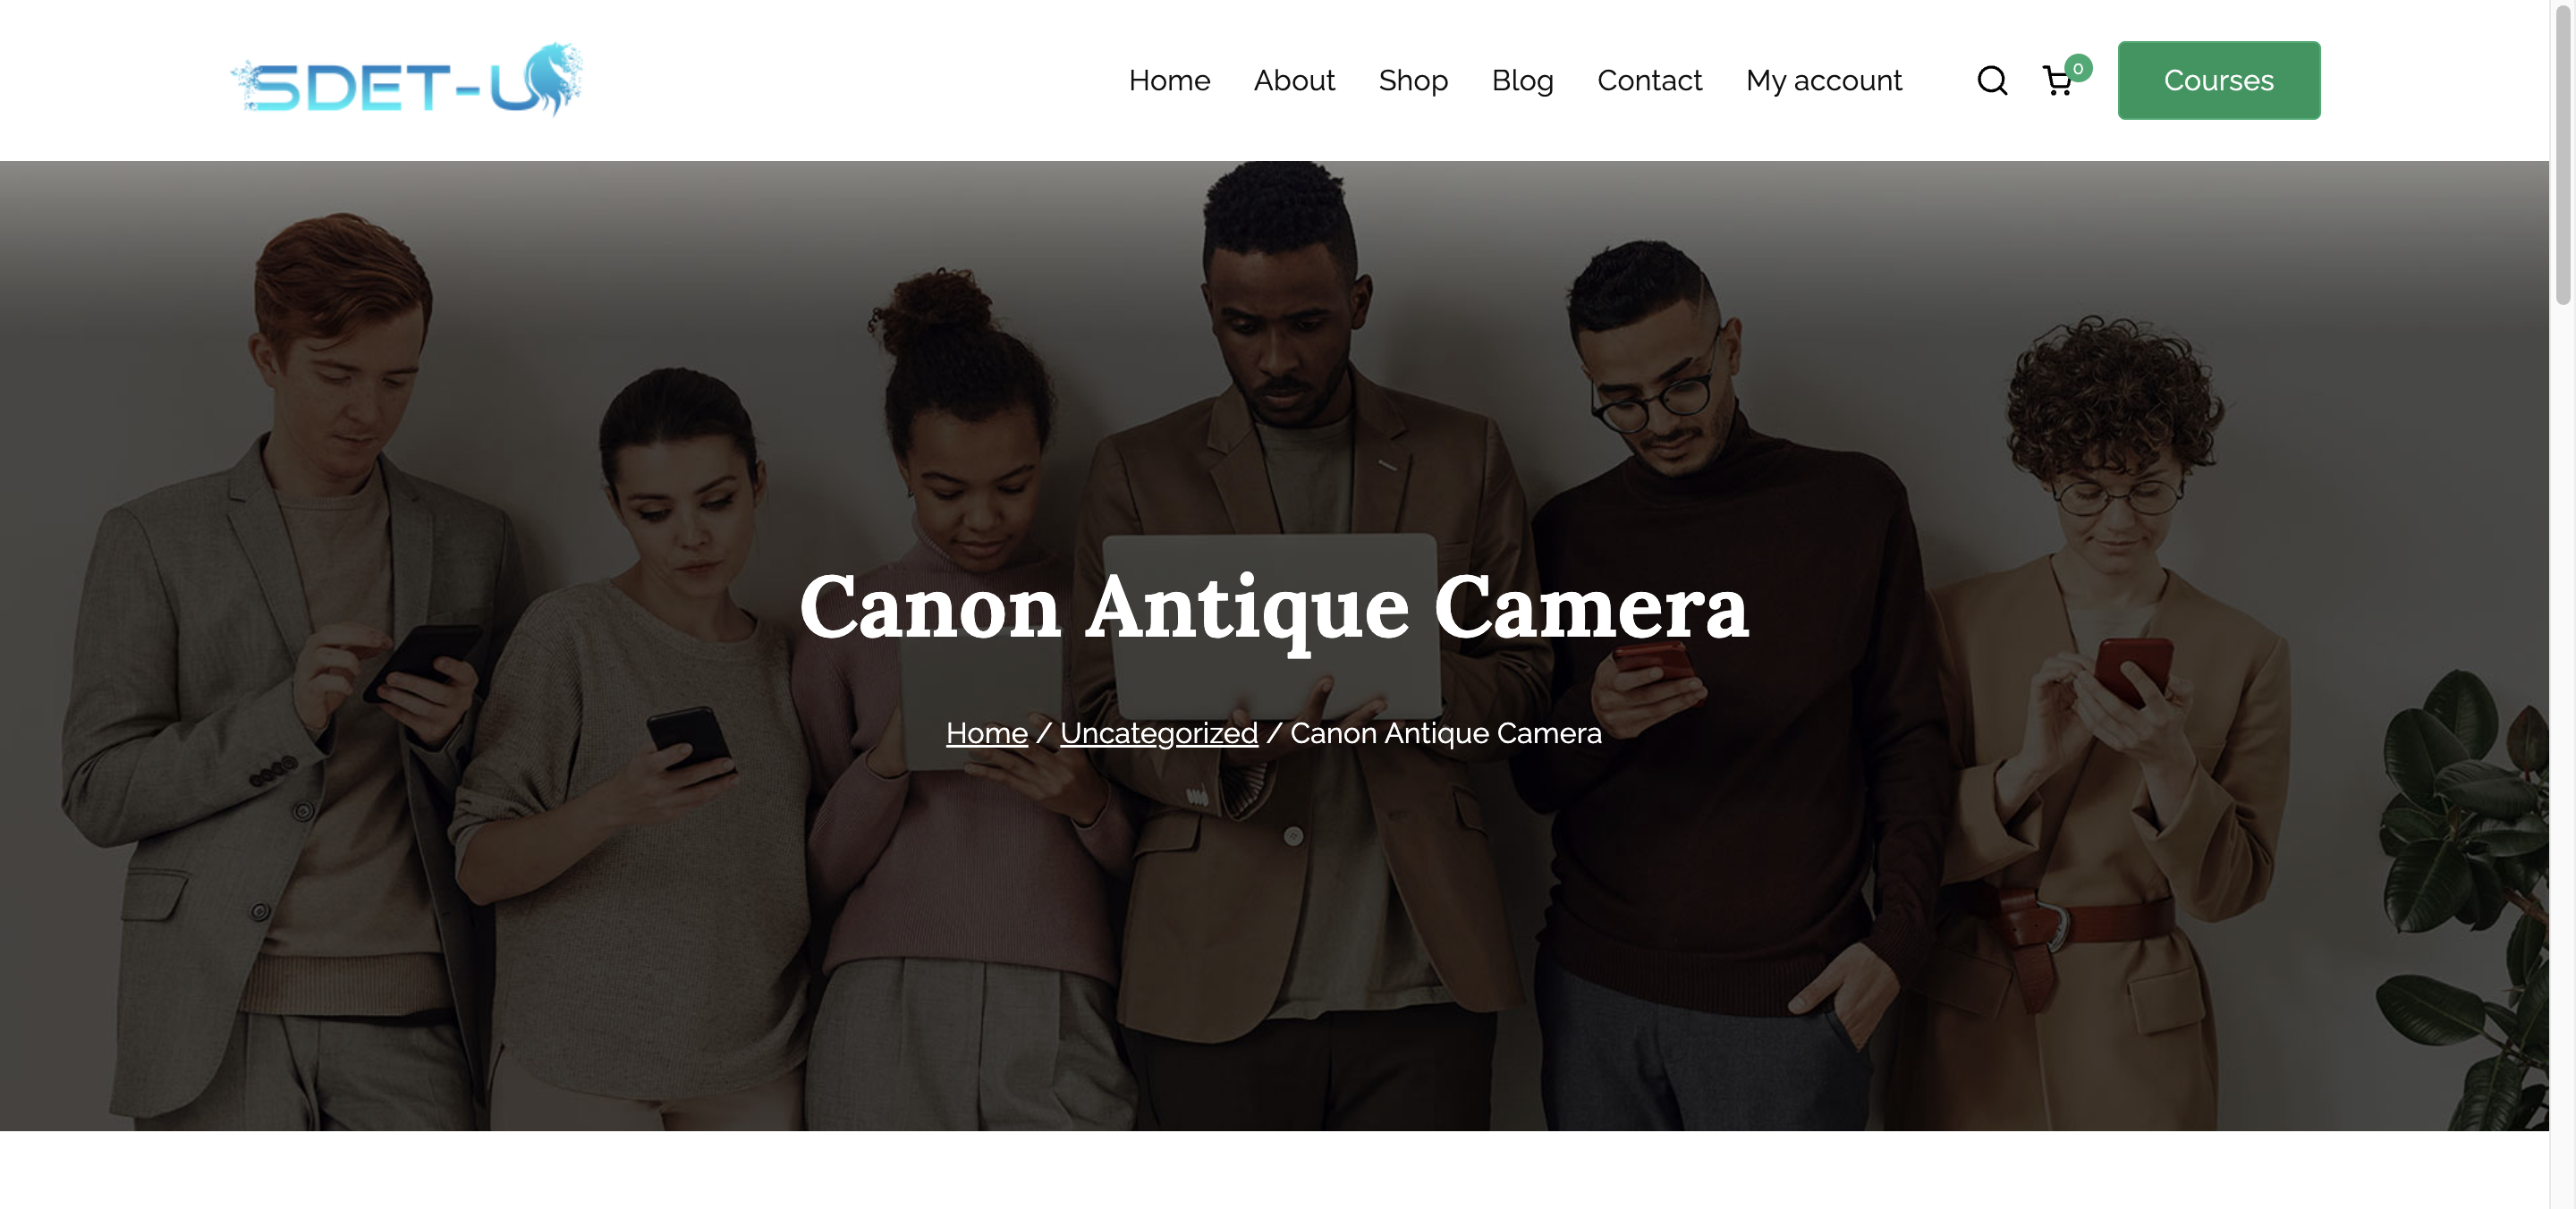 SDET-U
Home About Shop Blog Contact My account 0 Courses
Canon Antique Camera
Home / Uncategorized / Canon Antique Camera